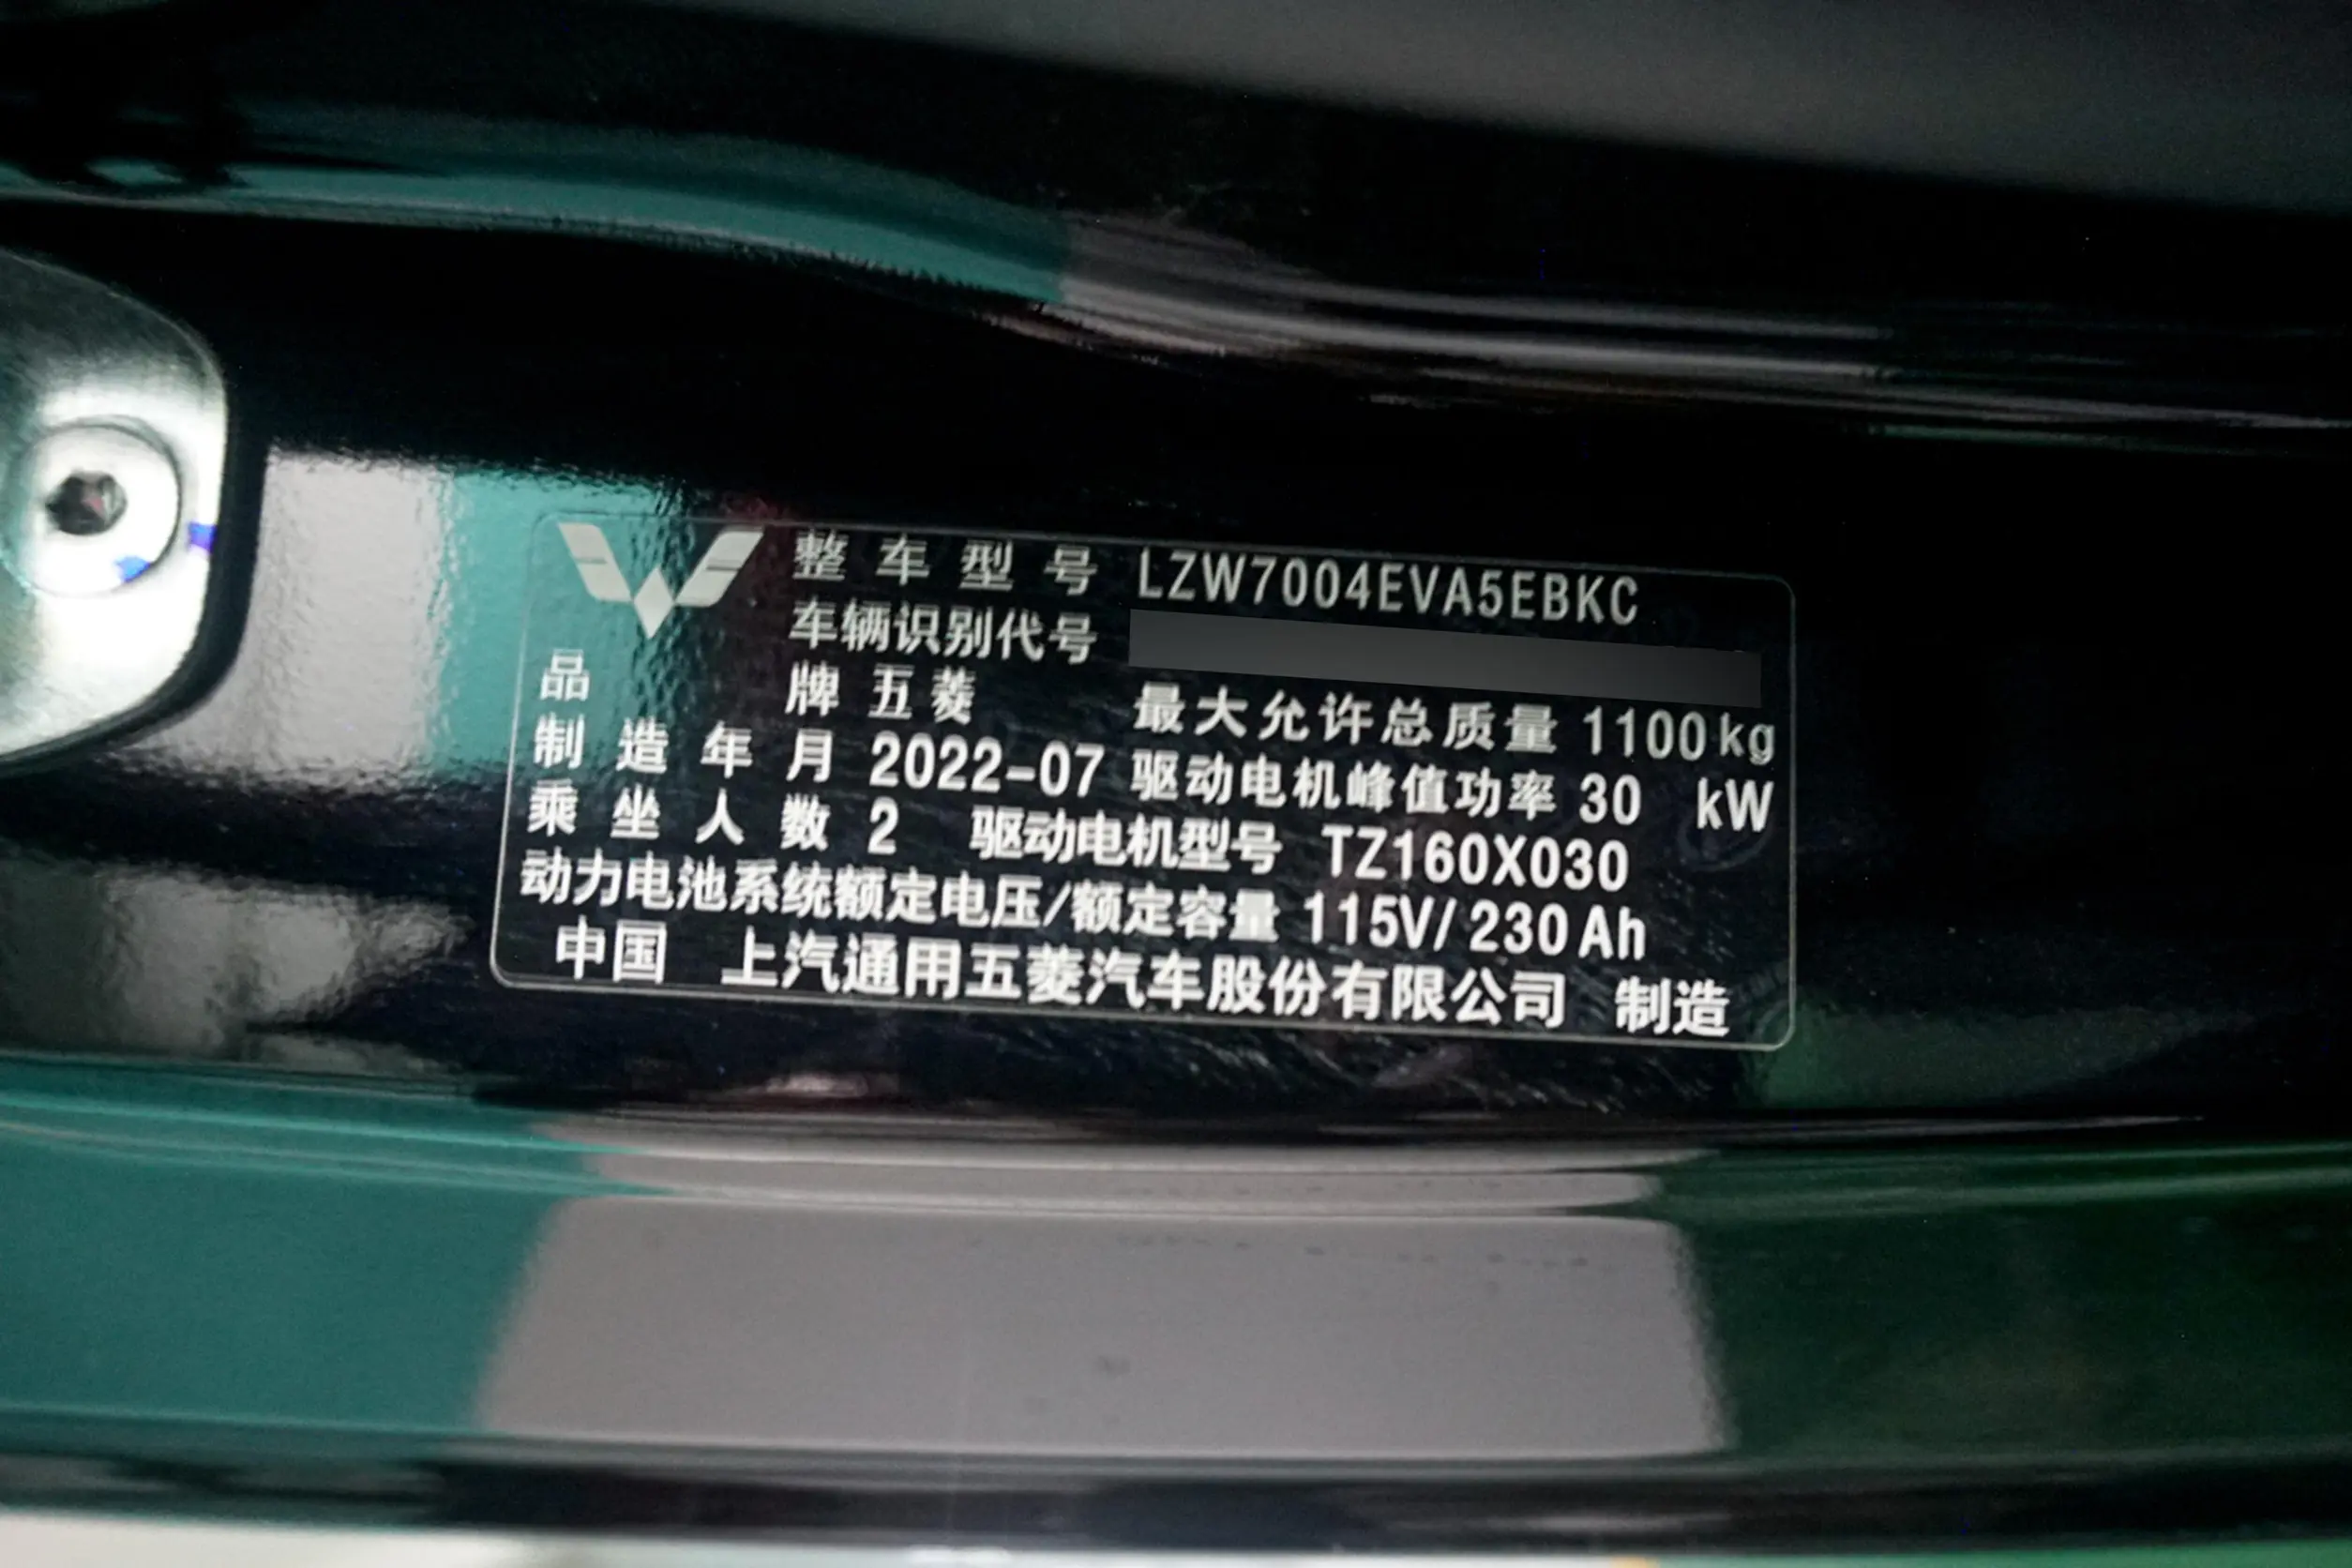 整车型号 LZW7004EVA5EBKC
车辆识别代号
品牌 五菱 最大允许总质量 1100kg
制造年月 2022-07 驱动电机峰值功率 30 kW
乘坐人数 2 驱动电机型号 TZ160X030
动力电池系统额定电压/额定容量 115V/230Ah
中国 上汽通用五菱汽车股份有限公司 制造